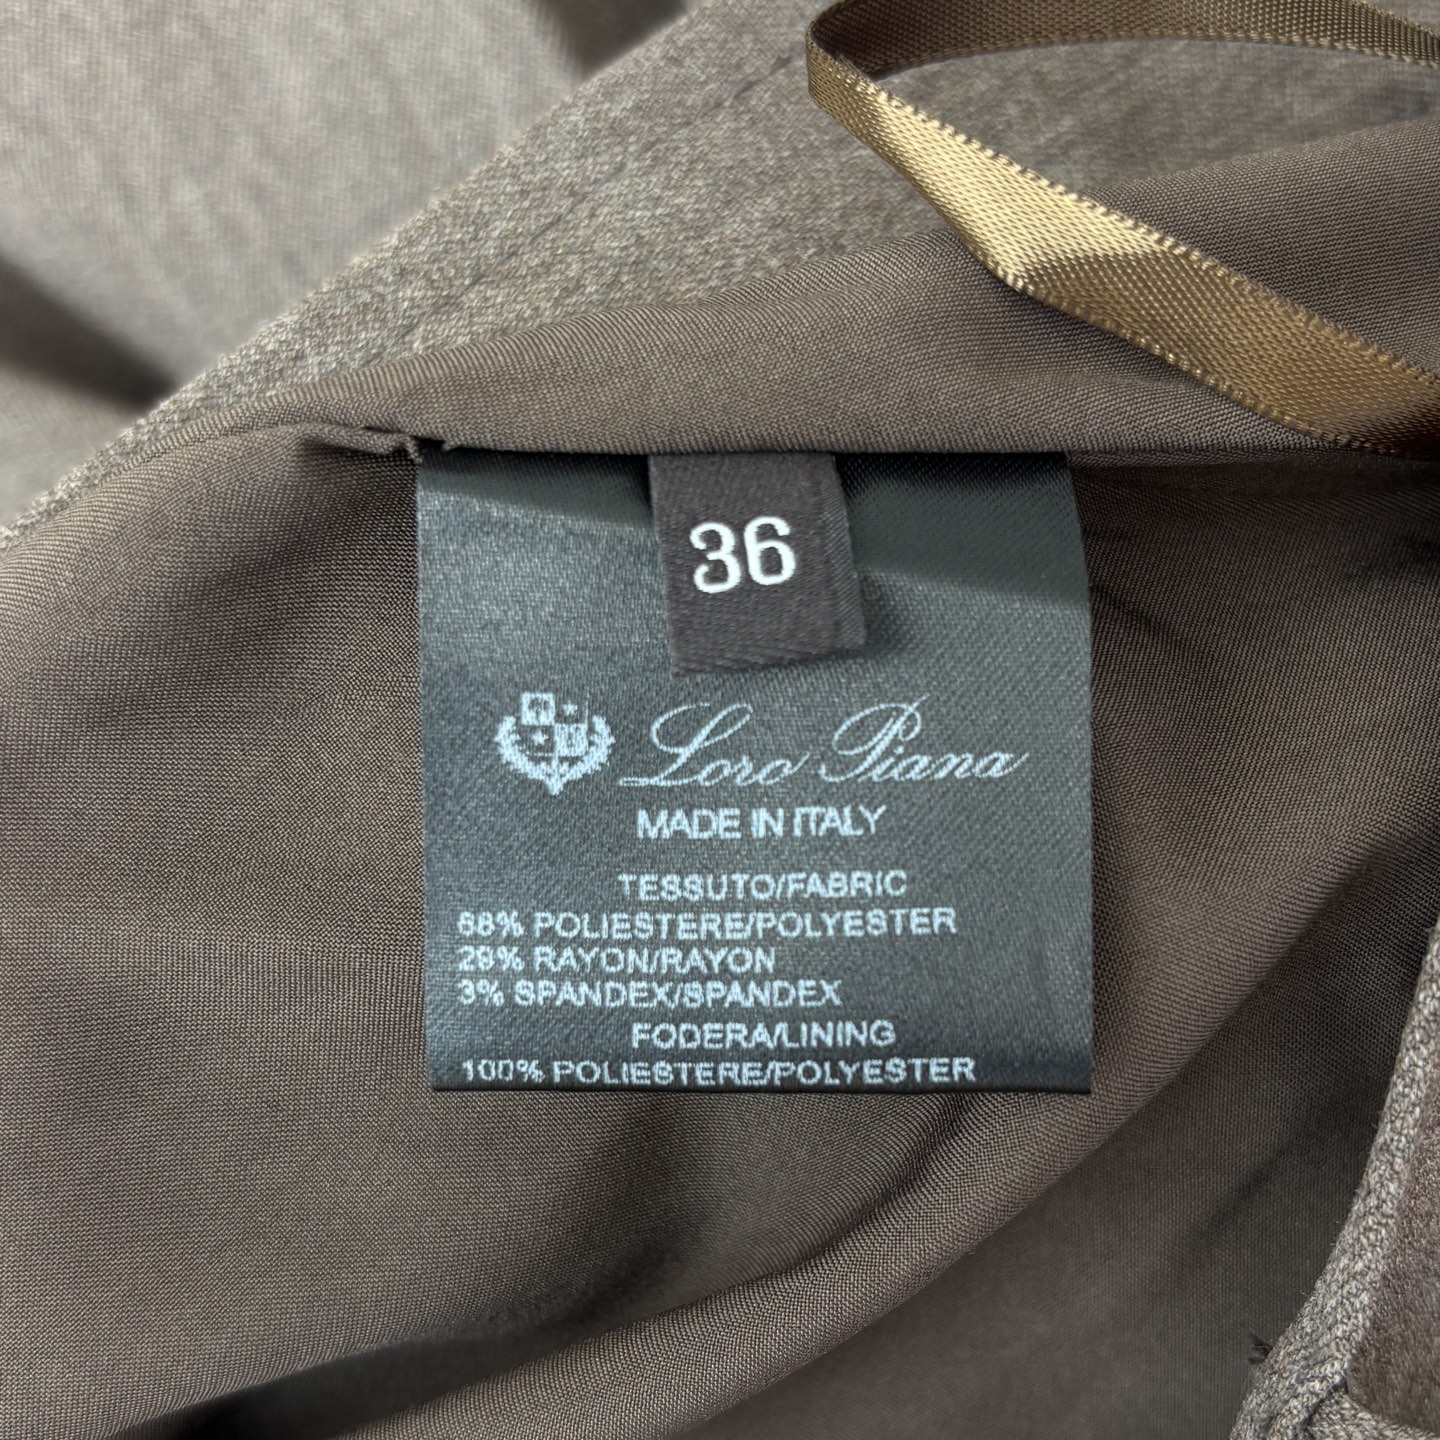 36
Loro Piana
MADE IN ITALY
TESSUTO/FABRIC
68% POLIESTERE/POLYESTER
29% RAYON/RAYON
3% SPANDEX/SPANDEX
FODERA/LINING
100% POLIESTERE/POLYESTER